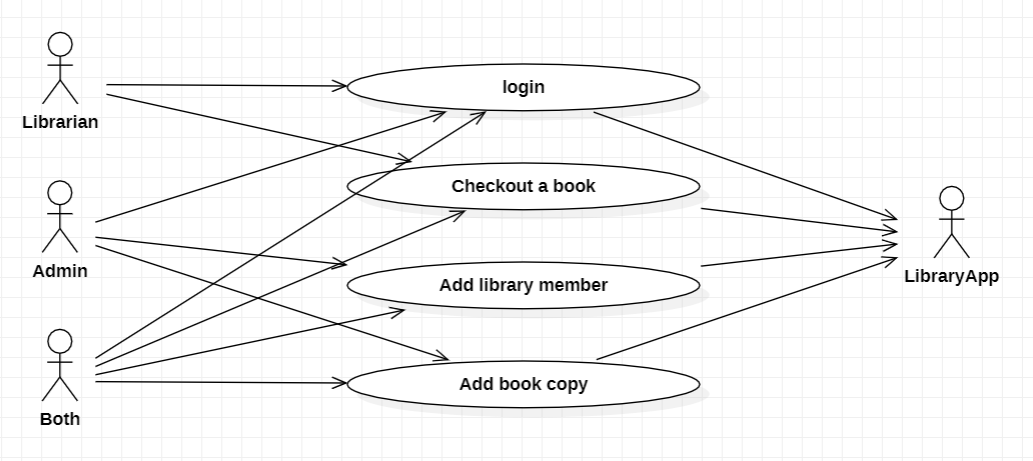 login
Librarian
Checkout a book
Admin
LibraryApp
Add library member
Add book copy
Both